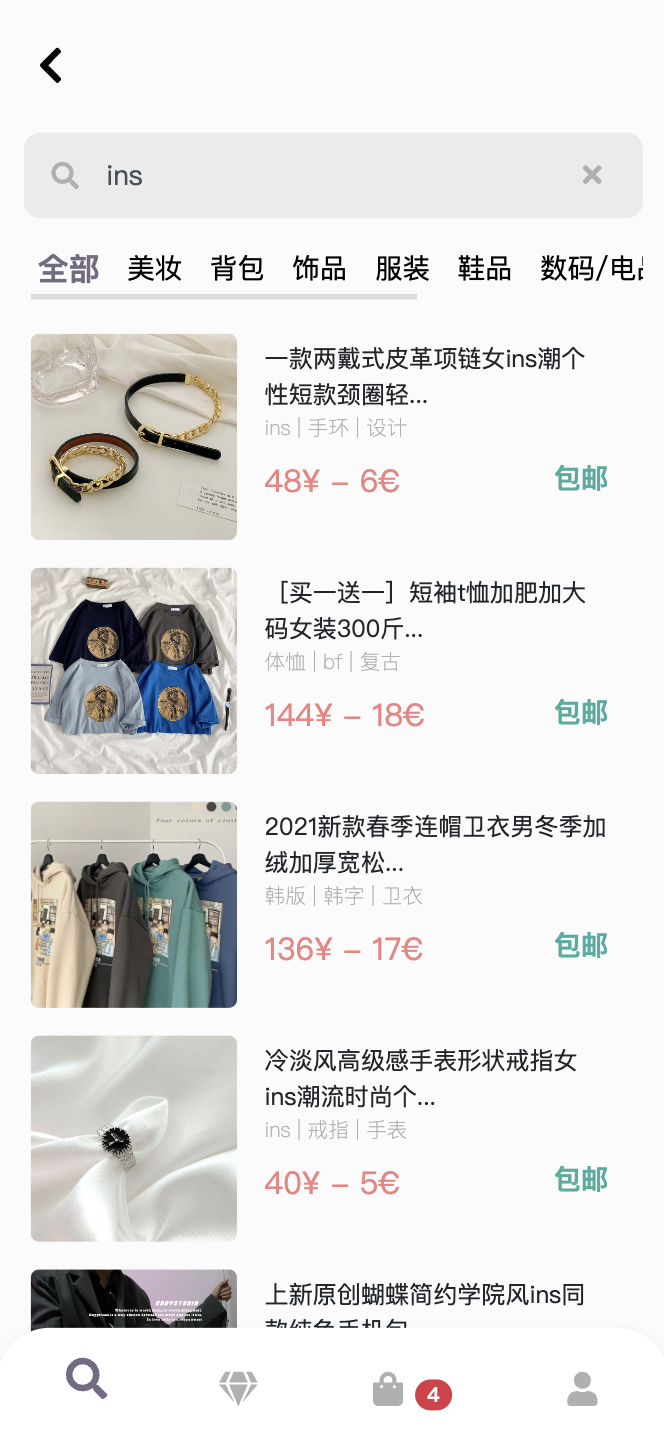 ins
全部 美妆 背包 饰品 服装 鞋品 数码/电品
一款两戴式皮革项链女ins潮个
性短款颈圈轻...
ins | 手环 | 设计
48¥ – 6€ 包邮
［买一送一］短袖t恤加肥加大
码女装300斤...
体恤 | bf | 复古
144¥ – 18€ 包邮
Four colors of cloth
2021新款春季连帽卫衣男冬季加
绒加厚宽松...
韩版 | 韩字 | 卫衣
136¥ – 17€ 包邮
冷淡风高级感手表形状戒指女
ins潮流时尚个...
ins | 戒指 | 手表
40¥ – 5€ 包邮
上新原创蝴蝶简约学院风ins同
款纯色手机包
4